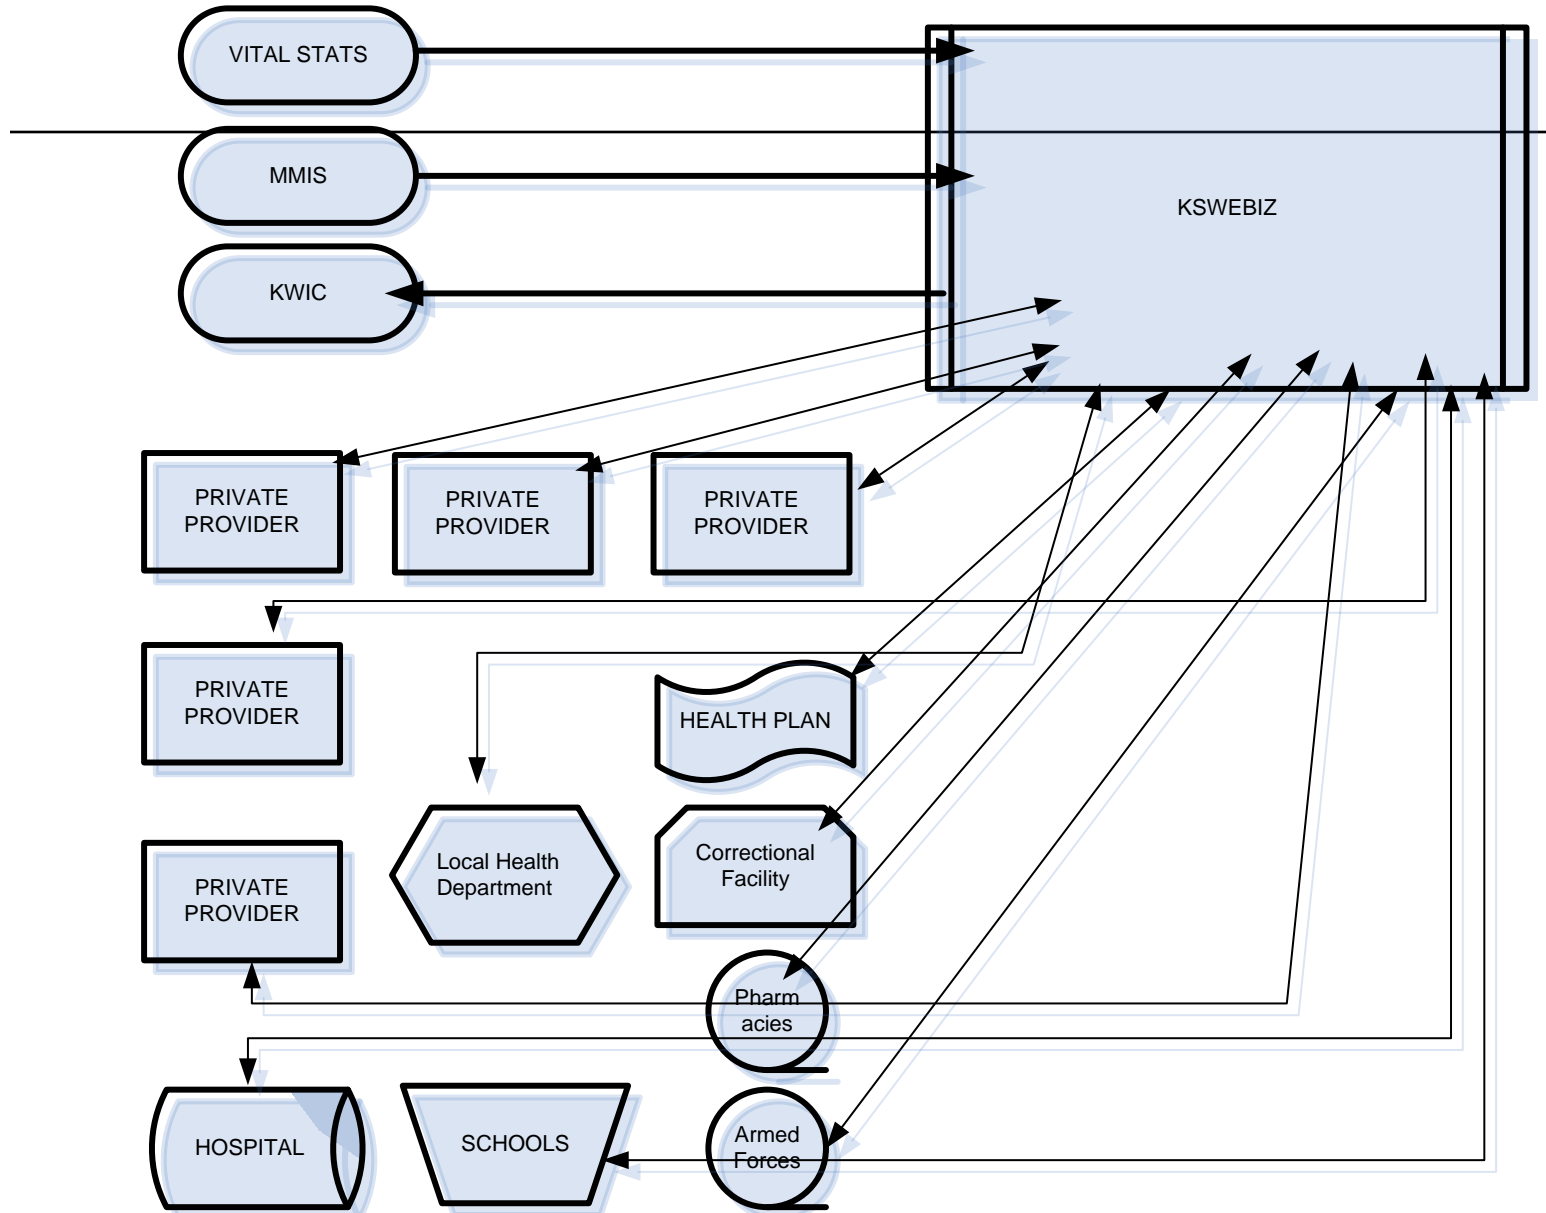 VITAL STATS
MMIS
KSWEBIZ
KWIC
PRIVATE
PROVIDER
PRIVATE
PROVIDER
PRIVATE
PROVIDER
PRIVATE
PROVIDER
HEALTH PLAN
PRIVATE
PROVIDER
Local Health
Department
Correctional
Facility
Pharm
acies
HOSPITAL
SCHOOLS
Armed
Forces